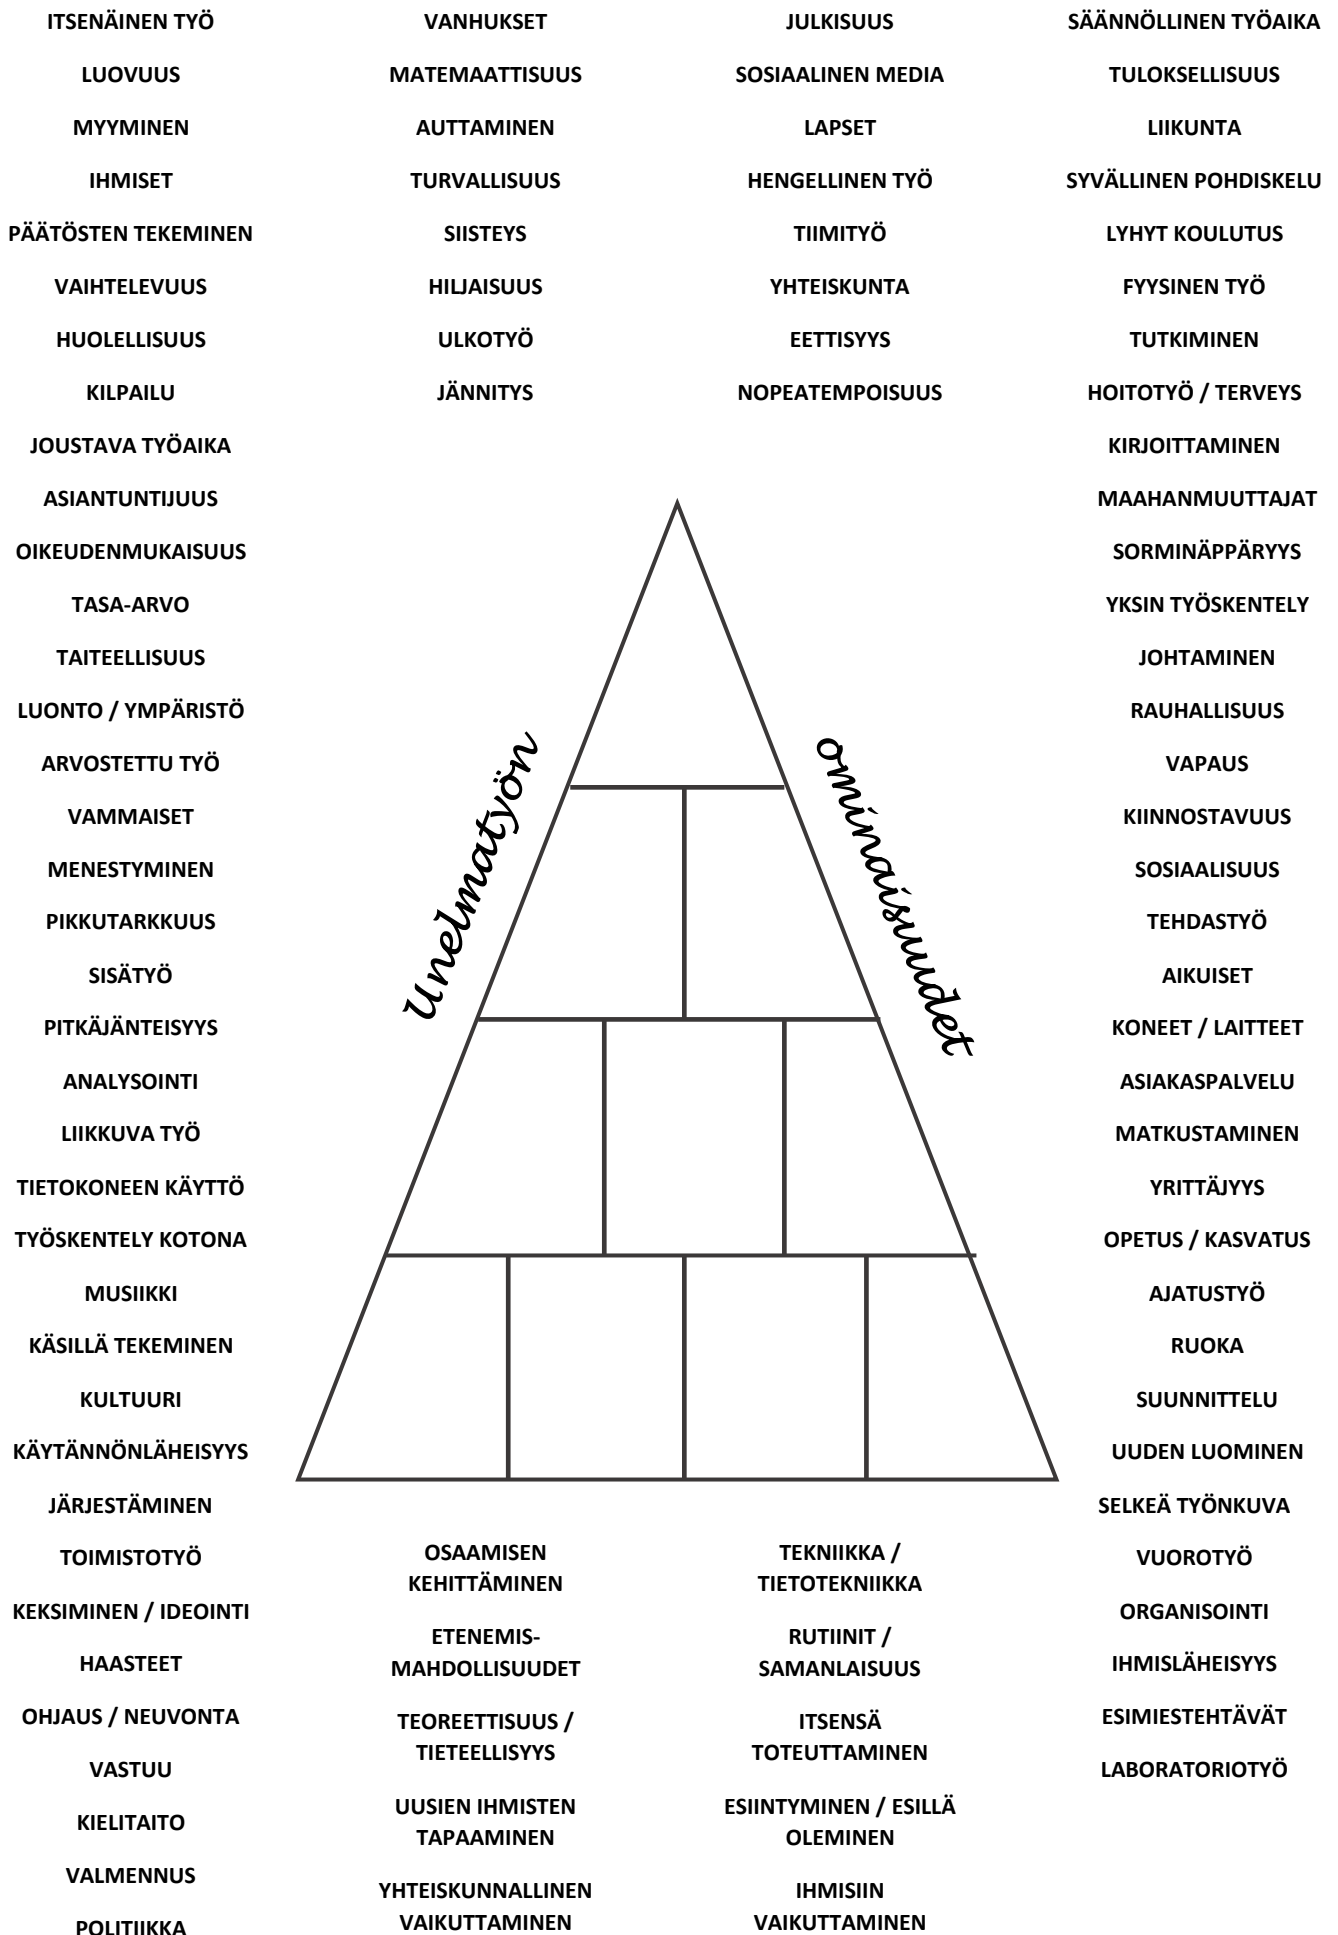 ITSENÄINEN TYÖ
LUOVUUS
MYYMINEN
IHMISET
PÄÄTÖSTEN TEKEMINEN
VAIHTELEVUUS
HUOLELLISUUS
KILPAILU
JOUSTAVA TYÖAIKA
ASIANTUNTIJUUS
OIKEUDENMUKAISUUS
TASA-ARVO
TAITEELLISUUS
LUONTO / YMPÄRISTÖ
ARVOSTETTU TYÖ
VAMMAISET
MENESTYMINEN
PIKKUTARKKUUS
SISÄTYÖ
PITKÄJÄNTEISYYS
ANALYSOINTI
LIIKKUVA TYÖ
TIETOKONEEN KÄYTTÖ
TYÖSKENTELY KOTONA
MUSIIKKI
KÄSILLÄ TEKEMINEN
KULTUURI
KÄYTÄNNÖNLÄHEISYYS
JÄRJESTÄMINEN
TOIMISTOTYÖ
KEKSIMINEN / IDEOINTI
HAASTEET
OHJAUS / NEUVONTA
VASTUU
KIELITAITO
VALMENNUS
POLITIIKKA
VANHUKSET
MATEMAATTISUUS
AUTTAMINEN
TURVALLISUUS
SIISTEYS
HILJAISUUS
ULKOTYÖ
JÄNNITYS
JULKISUUS
SOSIAALINEN MEDIA
LAPSET
HENGELLINEN TYÖ
TIIMITYÖ
YHTEISKUNTA
EETTISYYS
NOPEATEMPOISUUS
Unelmatyön
ominaisuudet
OSAAMISEN
KEHITTÄMINEN
ETENEMIS-
MAHDOLLISUUDET
TEOREETTISUUS /
TIETEELLISYYS
UUSIEN IHMISTEN
TAPAAMINEN
YHTEISKUNNALLINEN
VAIKUTTAMINEN
TEKNIIKKA /
TIETOTEKNIIKKA
RUTIINIT /
SAMANLAISUUS
ITSENSÄ
TOTEUTTAMINEN
ESIINTYMINEN / ESILLÄ
OLEMINEN
IHMISIIN
VAIKUTTAMINEN
SÄÄNNÖLLINEN TYÖAIKA
TULOKSELLISUUS
LIIKUNTA
SYVÄLLINEN POHDISKELU
LYHYT KOULUTUS
FYYSINEN TYÖ
TUTKIMINEN
HOITOTYÖ / TERVEYS
KIRJOITTAMINEN
MAAHANMUUTTAJAT
SORMINÄPPÄRYYS
YKSIN TYÖSKENTELY
JOHTAMINEN
RAUHALLISUUS
VAPAUS
KIINNOSTAVUUS
SOSIAALISUUS
TEHDASTYÖ
AIKUISET
KONEET / LAITTEET
ASIAKASPALVELU
MATKUSTAMINEN
YRITTÄJYYS
OPETUS / KASVATUS
AJATUSTYÖ
RUOKA
SUUNNITTELU
UUDEN LUOMINEN
SELKEÄ TYÖNKUVA
VUOROTYÖ
ORGANISOINTI
IHMISLÄHEISYYS
ESIMIESTEHTÄVÄT
LABORATORIOTYÖ